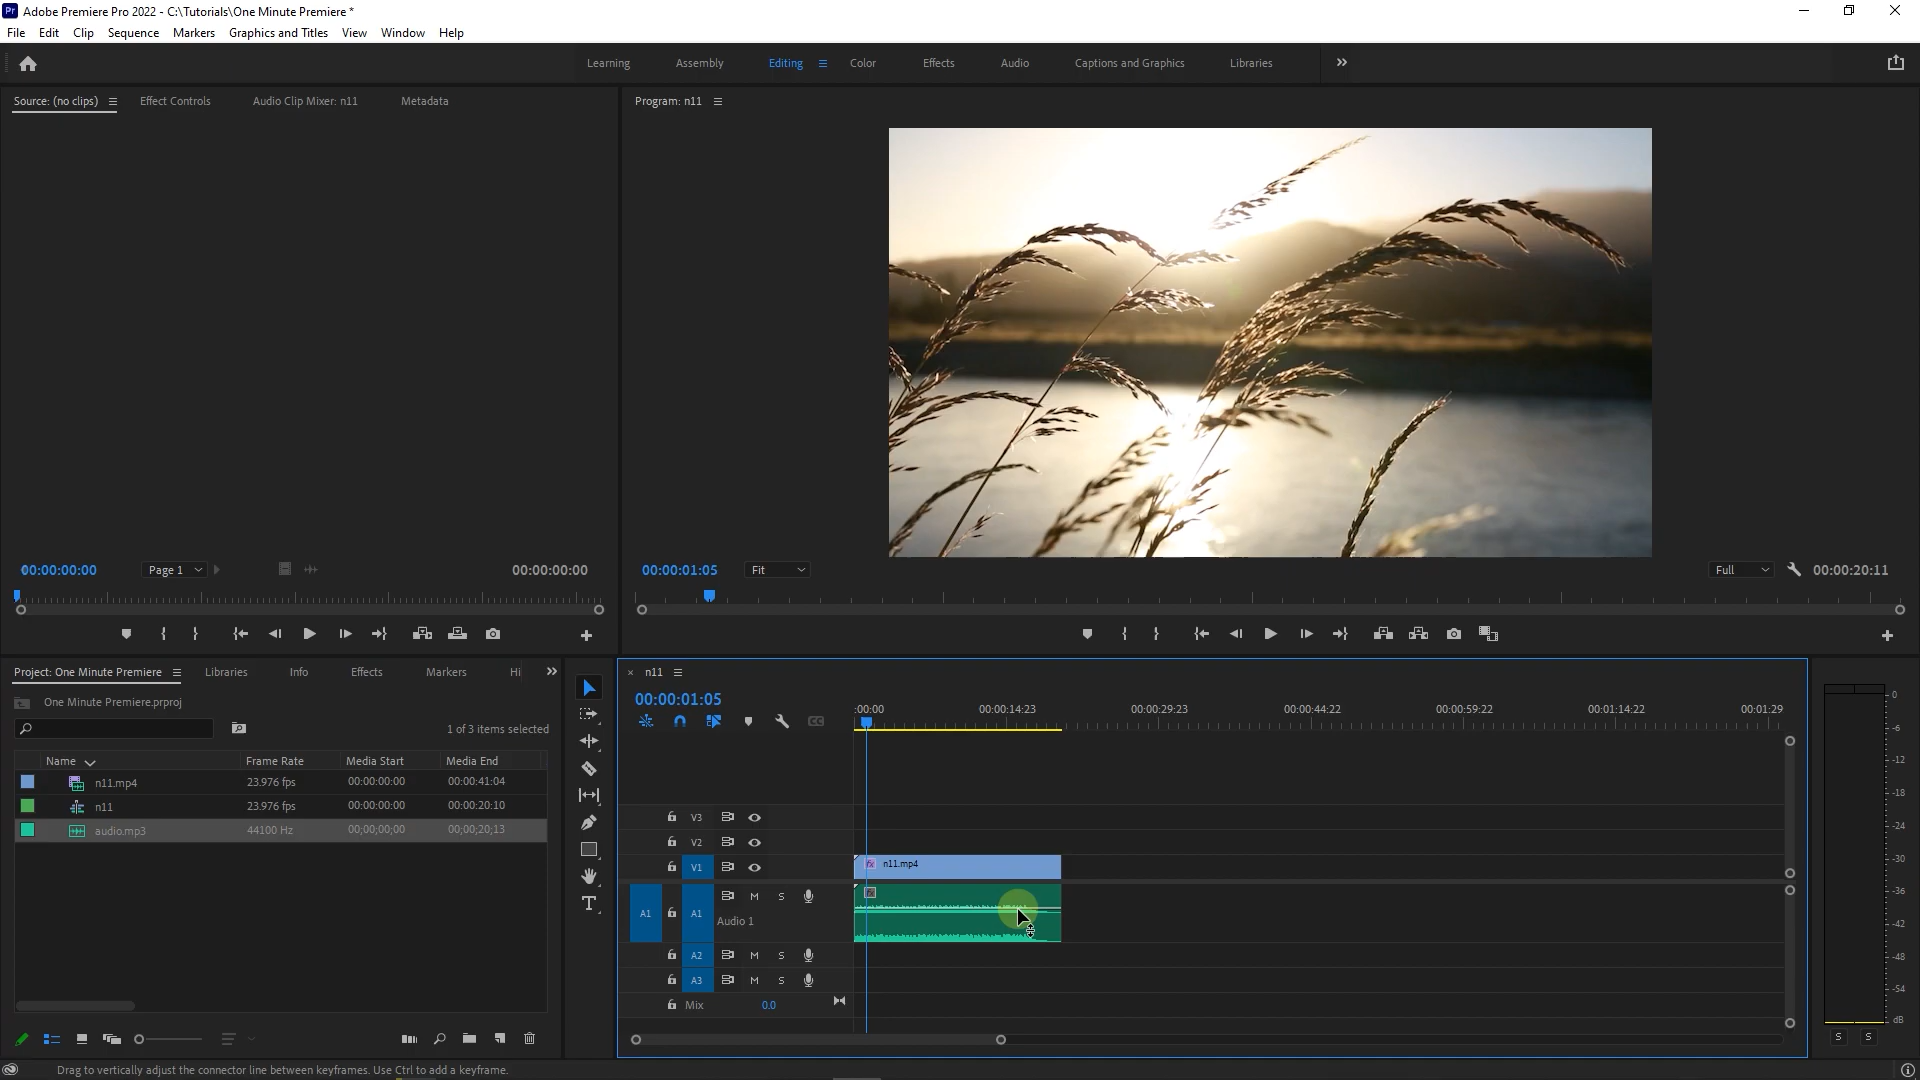 Pr Adobe Premiere Pro 2022 - C:\Tutorials\One Minute Premiere *
File Edit Clip Sequence Markers Graphics and Titles View Window Help
Learning Assembly Editing Color Effects Audio Captions and Graphics Libraries
Source: (no clips) Effect Controls Audio Clip Mixer: n11 Metadata
Program: n11
00:00:00:00 Page 1 00:00:00:00
00:00:01:05 Fit Full 00:00:20:11
Project: One Minute Premiere Libraries Info Effects Markers Hi
One Minute Premiere.prproj
1 of 3 items selected
Name Frame Rate Media Start Media End
n11.mp4 23.976 fps 00:00:00:00 00:00:41:04
n11 23.976 fps 00:00:00:00 00:00:20:10
audio.mp3 44100 Hz 00;00;00;00 00;00;20;13
n11
00:00:01:05
:00:00 00:00:14:23 00:00:29:23 00:00:44:22 00:00:59:22 00:01:14:22 00:01:29
V3
V2
V1 fx n11.mp4
A1 A1 M S fx
Audio 1
A2 M S
A3 M S
Mix 0.0
0
-6
-12
-18
-24
-30
-36
-42
-48
-54
dB
S S
Drag to vertically adjust the connector line between keyframes. Use Ctrl to add a keyframe.